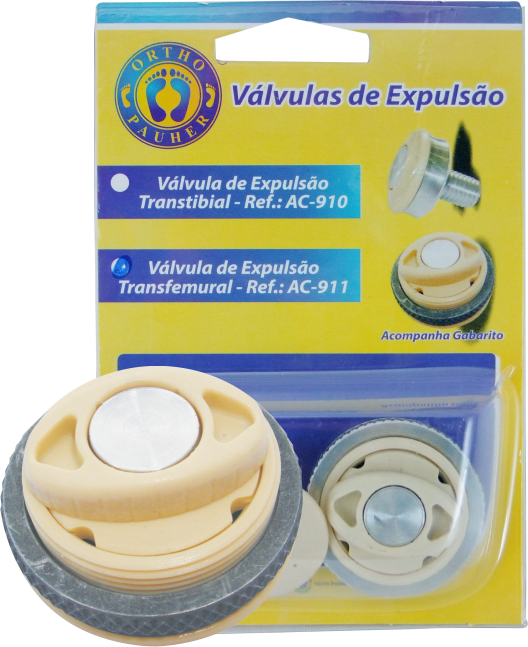 ORTHO
PAUHER
Válvulas de Expulsão
Válvula de Expulsão
Transtibial - Ref.: AC-910
Válvula de Expulsão
Transfemural - Ref.: AC-911
Acompanha Gabarito